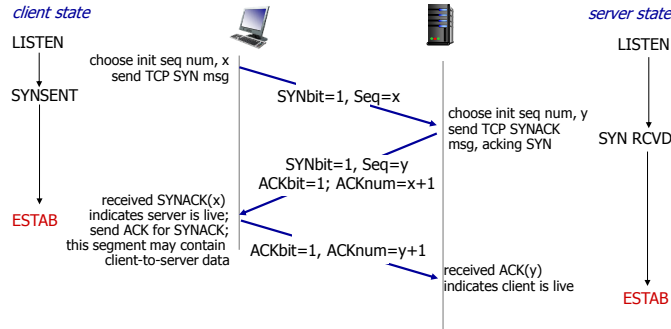 client state
server state
LISTEN
LISTEN
choose init seq num, x
send TCP SYN msg
SYNSENT
SYNbit=1, Seq=x
choose init seq num, y
send TCP SYNACK
msg, acking SYN
SYN RCVD
SYNbit=1, Seq=y
ACKbit=1; ACKnum=x+1
received SYNACK(x)
indicates server is live;
send ACK for SYNACK;
this segment may contain
client-to-server data
ESTAB
ACKbit=1, ACKnum=y+1
received ACK(y)
indicates client is live
ESTAB